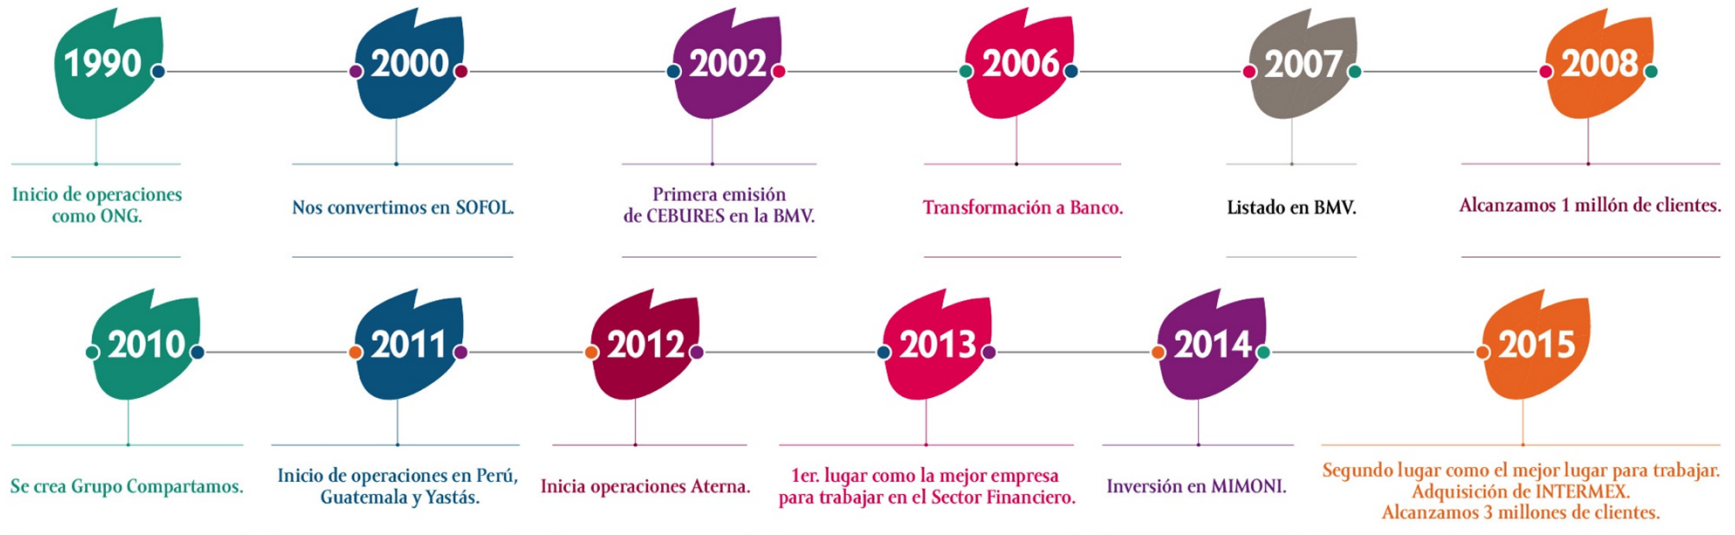 1990
2000
2002
2006
2007
2008
Inicio de operaciones
como ONG.
Nos convertimos en SOFOL.
Primera emisión
de CEBURES en la BMV.
Transformación a Banco.
Listado en BMV.
Alcanzamos 1 millón de clientes.
2010
2011
2012
2013
2014
2015
Se crea Grupo Compartamos.
Inicio de operaciones en Perú,
Guatemala y Yastás.
Inicia operaciones Aterna.
1er. lugar como la mejor empresa
para trabajar en el Sector Financiero.
Inversión en MIMONI.
Segundo lugar como el mejor lugar para trabajar.
Adquisición de INTERMEX.
Alcanzamos 3 millones de clientes.